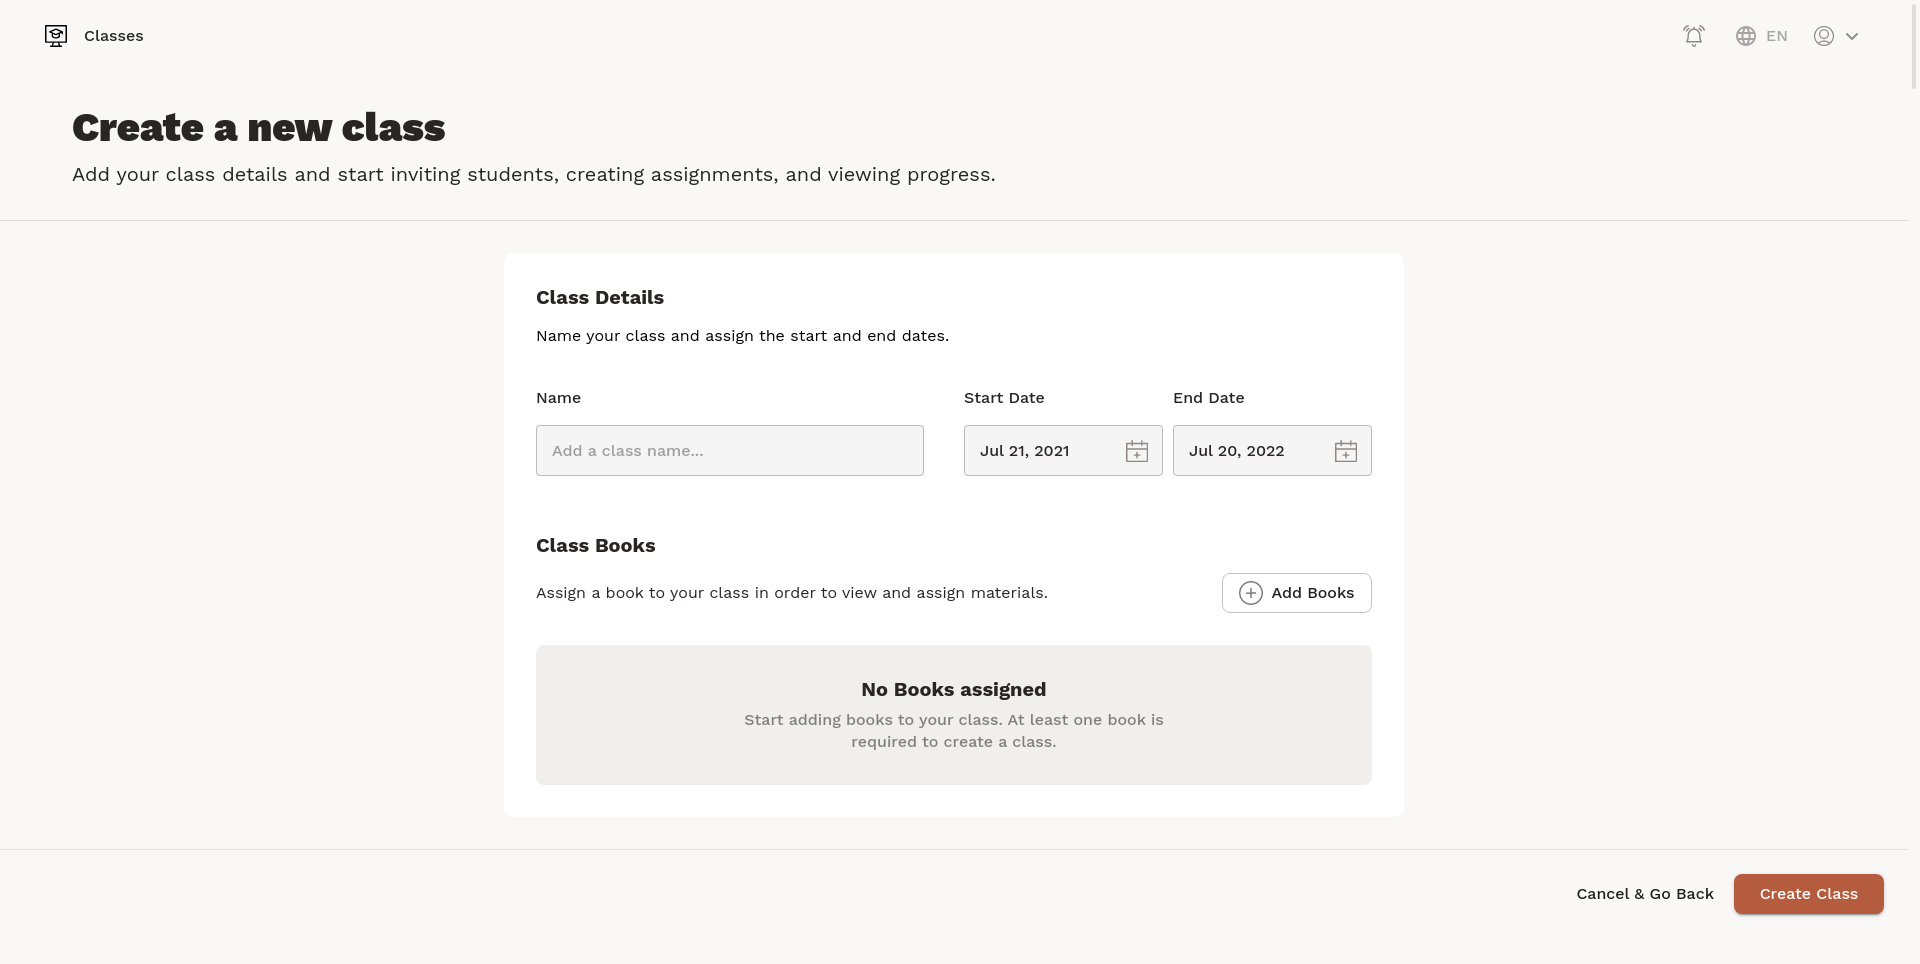 Classes
EN
Create a new class
Add your class details and start inviting students, creating assignments, and viewing progress.
Class Details
Name your class and assign the start and end dates.
Name
Start Date
End Date
Add a class name...
Jul 21, 2021
Jul 20, 2022
Class Books
Assign a book to your class in order to view and assign materials.
Add Books
No Books assigned
Start adding books to your class. At least one book is
required to create a class.
Cancel & Go Back
Create Class